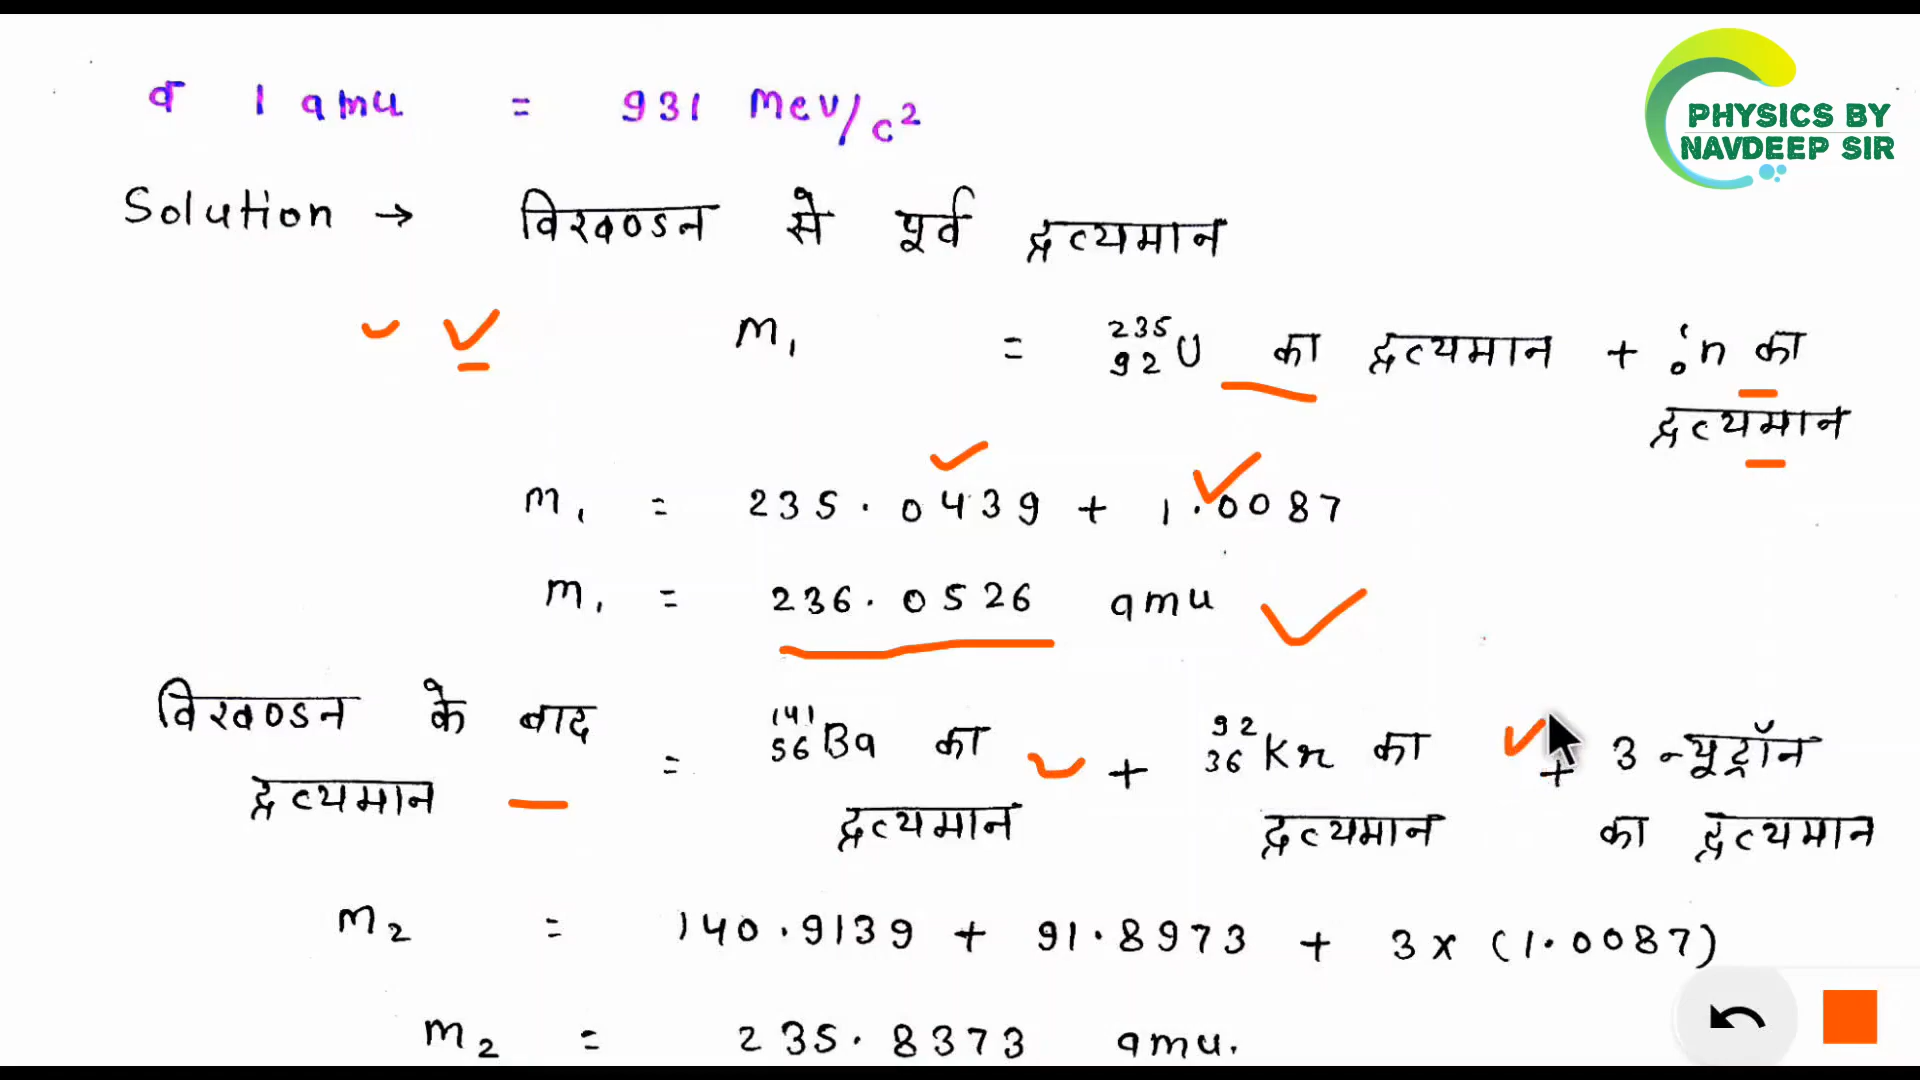 व 1 amu = 931 Mev/c²
PHYSICS BY
NAVDEEP SIR
Solution → विखण्डन से पूर्व द्रव्यमान
m₁ = ²³⁵₉₂U का द्रव्यमान + ¹₀n का
द्रव्यमान
m₁ = 235.0439 + 1.0087
m₁ = 236.0526 amu
विखण्डन के बाद = ¹⁴¹₅₆Ba का + ⁹²₃₆Kr का + 3 न्यूट्रॉन
द्रव्यमान द्रव्यमान द्रव्यमान का द्रव्यमान
m₂ = 140.9139 + 91.8973 + 3 x (1.0087)
m₂ = 235.8373 amu.